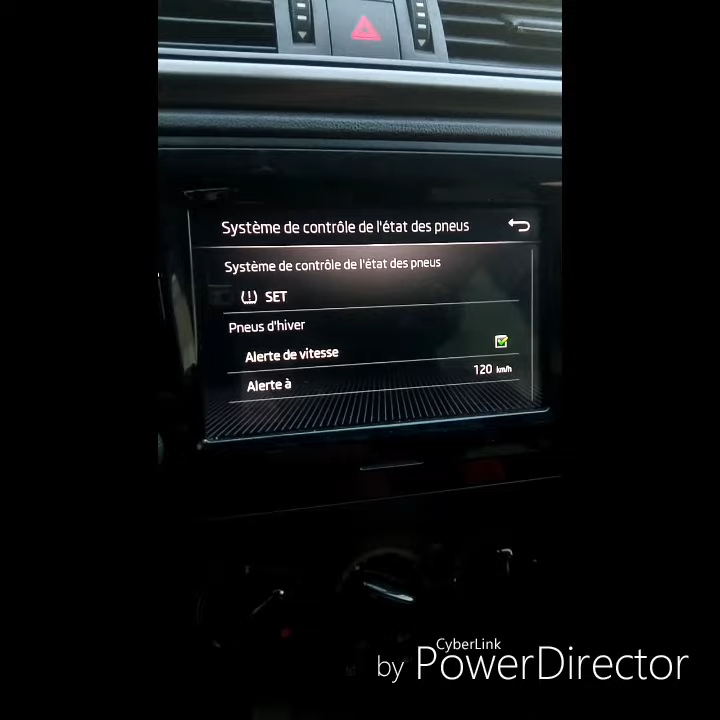 Système de contrôle de l'état des pneus
Système de contrôle de l'état des pneus
SET
Pneus d'hiver
Alerte de vitesse
Alerte à 120 km/h
CyberLink
by PowerDirector